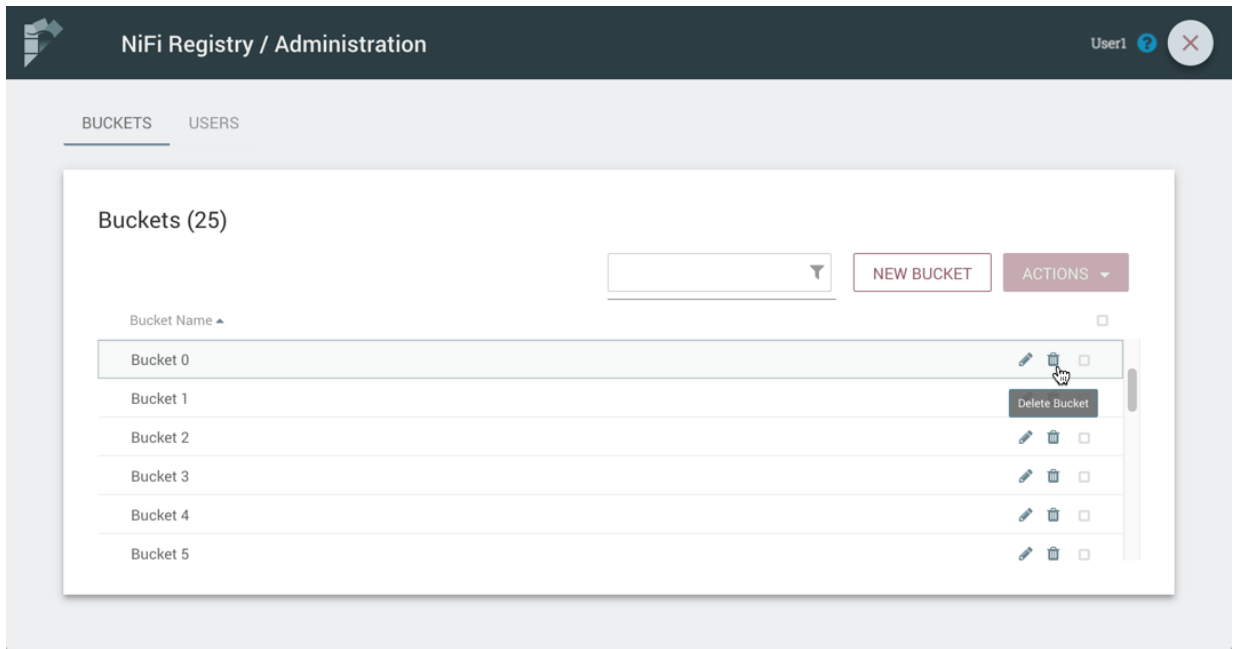 NiFi Registry / Administration
User1 ?
BUCKETS USERS
Buckets (25)
NEW BUCKET ACTIONS
Bucket Name
Bucket 0
Bucket 1
Delete Bucket
Bucket 2
Bucket 3
Bucket 4
Bucket 5